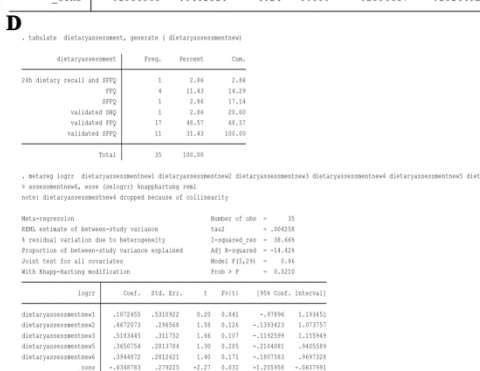 D
. tabulate dietaryassessment, generate ( dietaryassessmentnew)
dietaryassessment Freq. Percent Cum.
24h dietary recall and SFFQ 1 2.86 2.86
FFQ 4 11.43 14.29
SFFQ 1 2.86 17.14
validated DHQ 1 2.86 20.00
validated FFQ 17 48.57 68.57
validated SFFQ 11 31.43 100.00
Total 35 100.00
. metareg logrr dietaryassessmentnew1 dietaryassessmentnew2 dietaryassessmentnew3 dietaryassessmentnew4 dietaryassessmentnew5 diet
> assessmentnew6, wsse (selogrr) knapphartung reml
note: dietaryassessmentnew4 dropped because of collinearity
Meta-regression Number of obs = 35
REML estimate of between-study variance tau2 = .004258
% residual variation due to heterogeneity I-squared_res = 38.66%
Proportion of between-study variance explained Adj R-squared = -14.42%
Joint test for all covariates Model F(5,29) = 0.86
With Knapp-Hartung modification Prob > F = 0.5210
logrr Coef. Std. Err. t P>|t| [95% Conf. Interval]
dietaryassessmentnew1 .1072455 .5310922 0.20 0.841 -.97896 1.193451
dietaryassessmentnew2 .4672073 .296568 1.58 0.126 -.1393423 1.073757
dietaryassessmentnew3 .5183445 .311752 1.66 0.107 -.1192599 1.155949
dietaryassessmentnew5 .3650754 .2813784 1.30 0.205 -.2104081 .9405589
dietaryassessmentnew6 .3944872 .2812621 1.40 0.171 -.1807583 .9697328
_cons -.6348783 .279225 -2.27 0.031 -1.205958 -.0637991